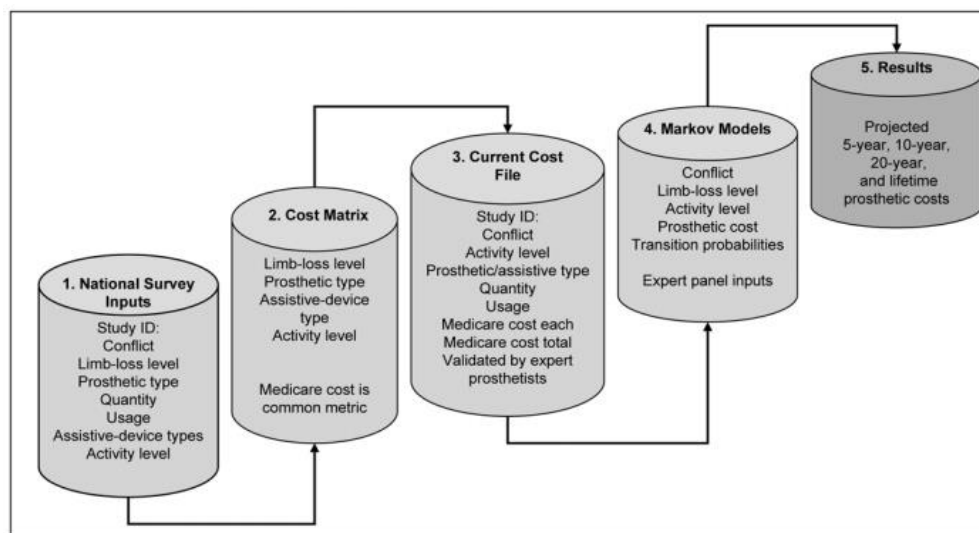 1. National Survey
Inputs
Study ID:
Conflict
Limb-loss level
Prosthetic type
Quantity
Usage
Assistive-device types
Activity level
2. Cost Matrix
Limb-loss level
Prosthetic type
Assistive-device
type
Activity level
Medicare cost is
common metric
3. Current Cost
File
Study ID:
Conflict
Activity level
Prosthetic/assistive type
Quantity
Usage
Medicare cost each
Medicare cost total
Validated by expert
prosthetists
4. Markov Models
Conflict
Limb-loss level
Activity level
Prosthetic cost
Transition probabilities
Expert panel inputs
5. Results
Projected
5-year, 10-year,
20-year,
and lifetime
prosthetic costs